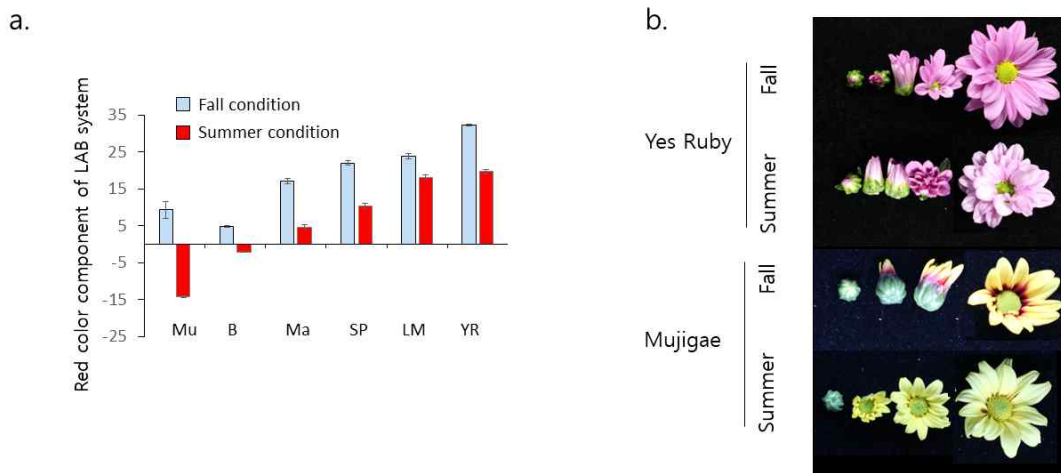 a.
Red color component of LAB system
Fall condition
Summer condition
35
25
15
5
-5
-15
-25
Mu B Ma SP LM YR
b.
Yes Ruby
Fall
Summer
Mujigae
Fall
Summer